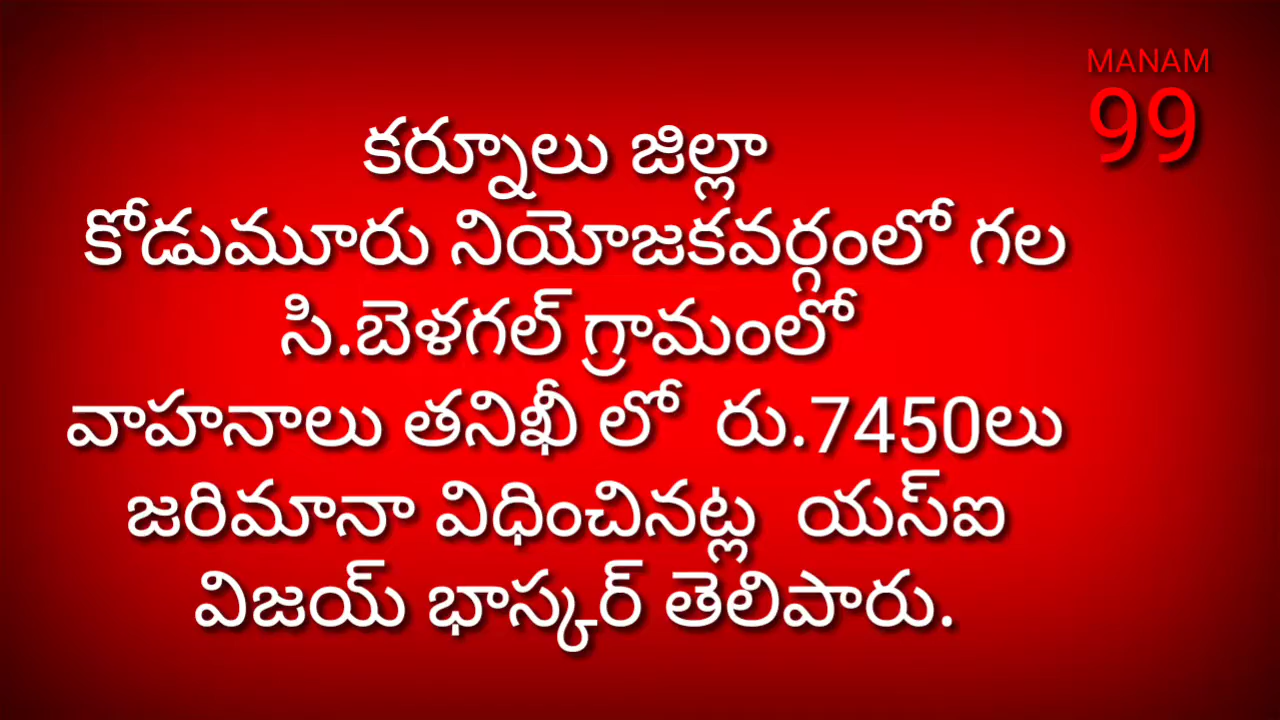 MANAM
99
కర్నూలు జిల్లా
కోడుమూరు నియోజకవర్గంలో గల
సి.బెళగల్ గ్రామంలో
వాహనాలు తనిఖీ లో రు.7450లు
జరిమానా విధించినట్ల యస్ఐ
విజయ్ భాస్కర్ తెలిపారు.